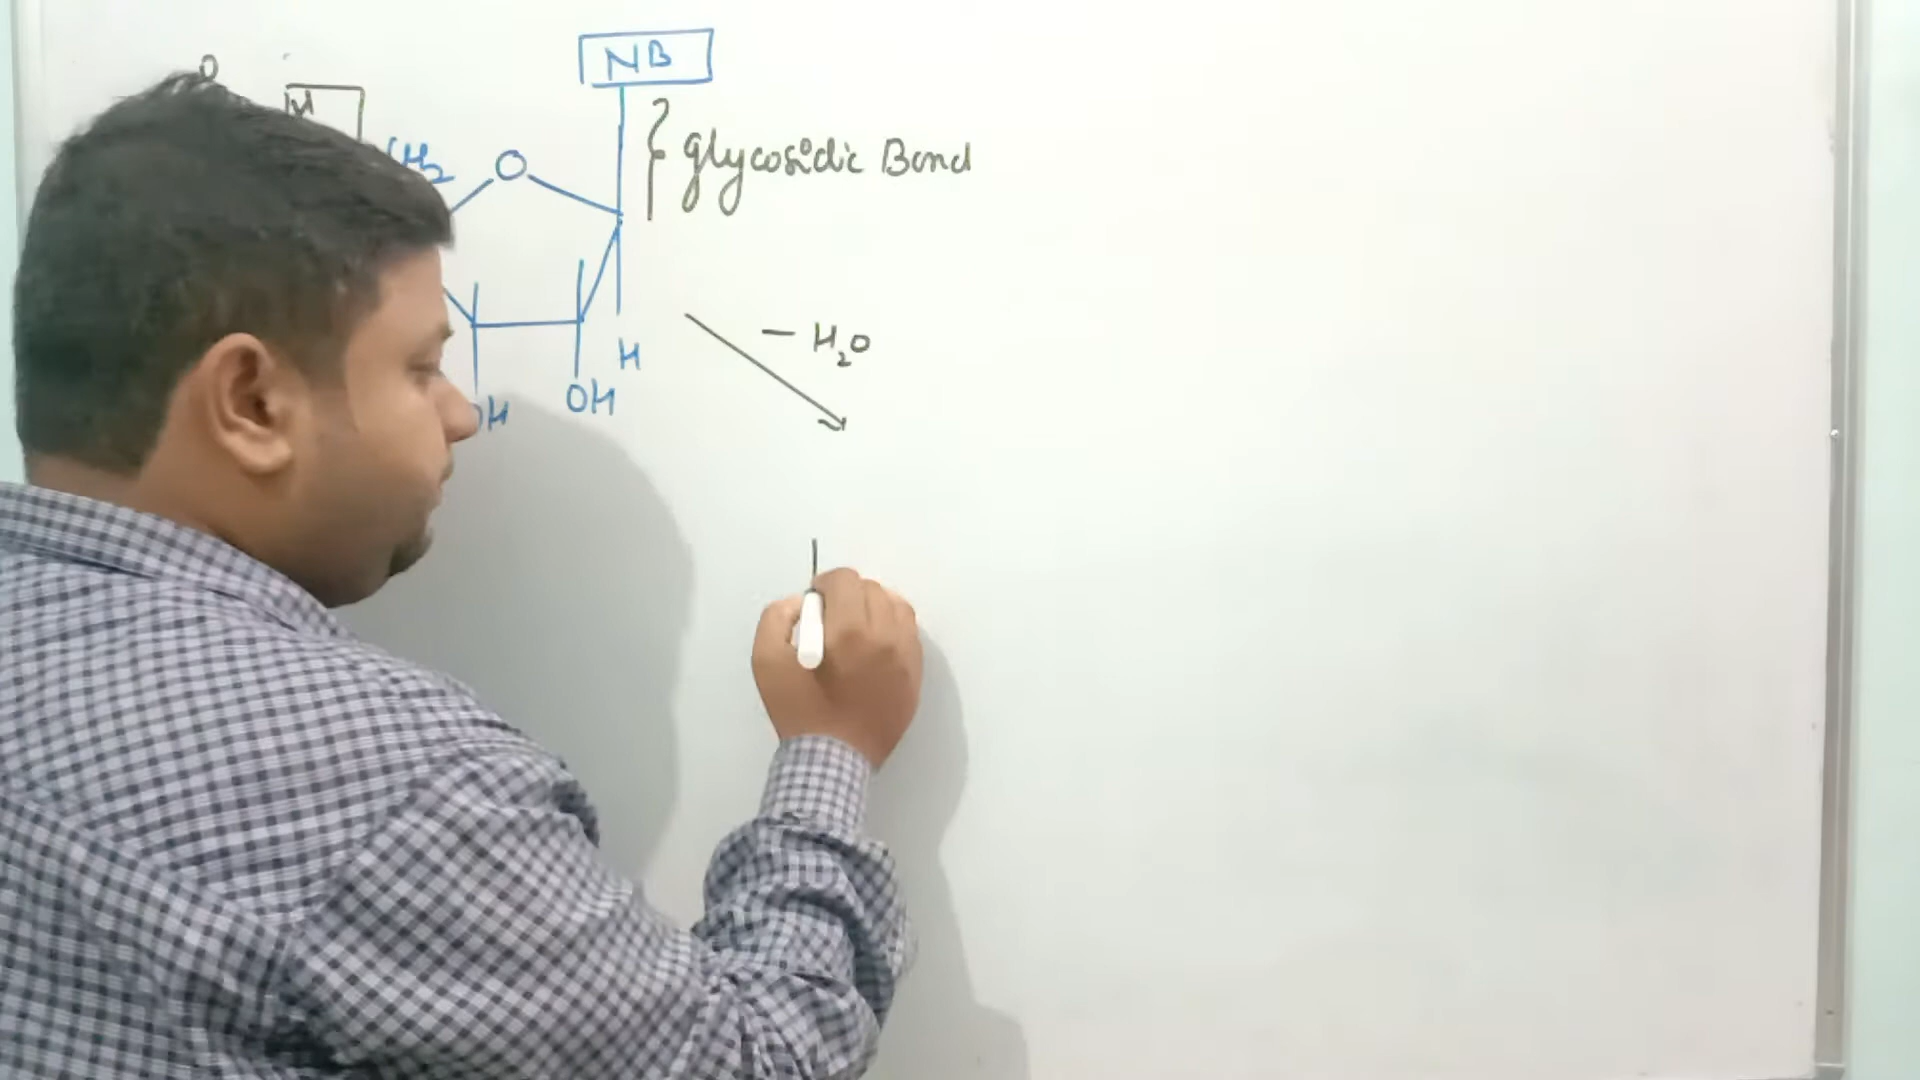 NB
O
H
CH2
O
glycosidic Bond
– H₂O
H
OH
OH